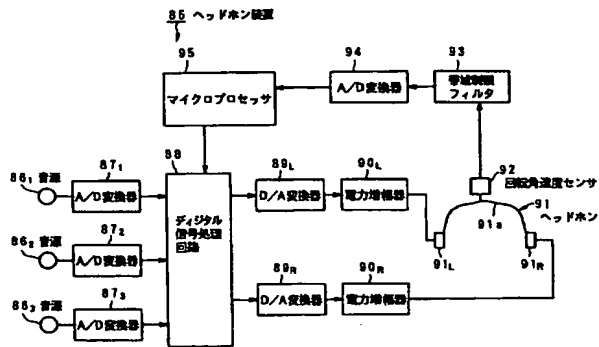 85 ヘッドホン装置
95
マイクロプロセッサ
94
A/D変換器
93
帯域制限
フィルタ
92
回転角速度センサ
91
ヘッドホン
91a
91L
91R
86₁ 音源
87₁
A/D変換器
88
ディジタル
信号処理
回路
89L
D/A変換器
90L
電力増幅器
86₂ 音源
87₂
A/D変換器
86₃ 音源
87₃
A/D変換器
89R
D/A変換器
90R
電力増幅器